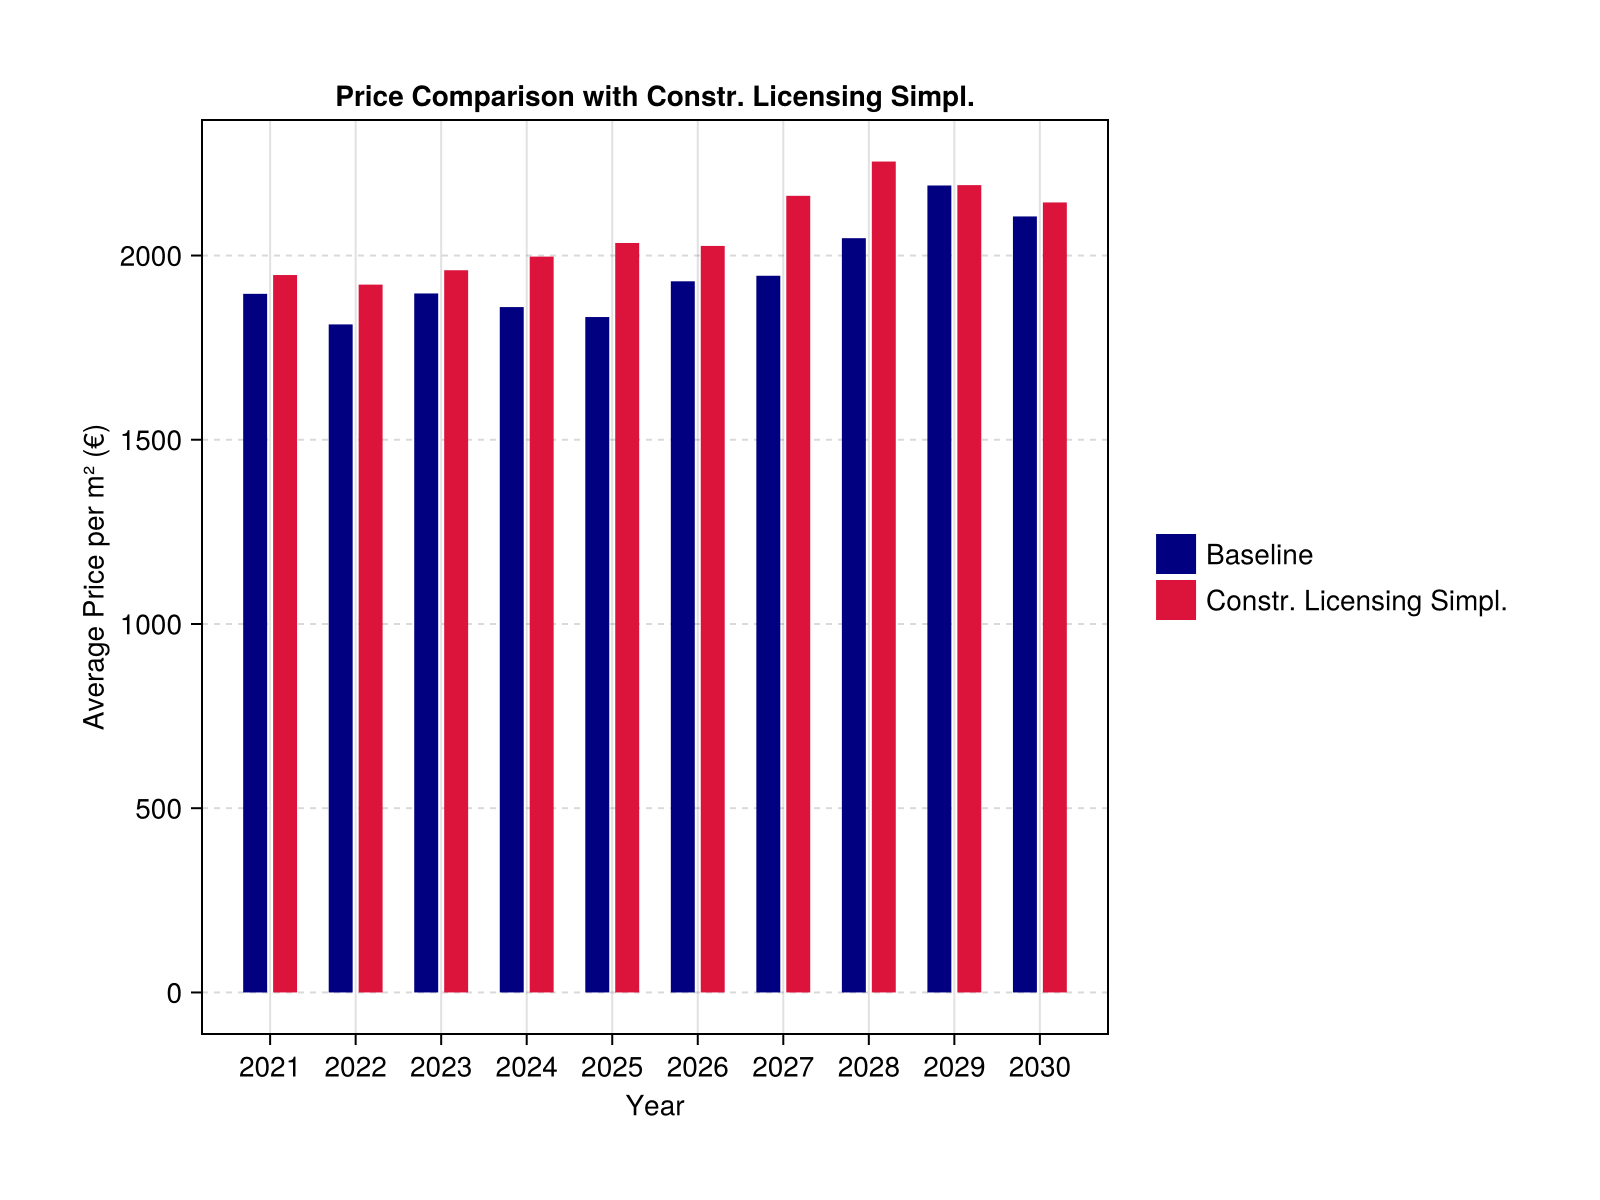 Price Comparison with Constr. Licensing Simpl.
Average Price per m² (€)
2000
1500
1000
500
0
2021 2022 2023 2024 2025 2026 2027 2028 2029 2030
Year
Baseline
Constr. Licensing Simpl.